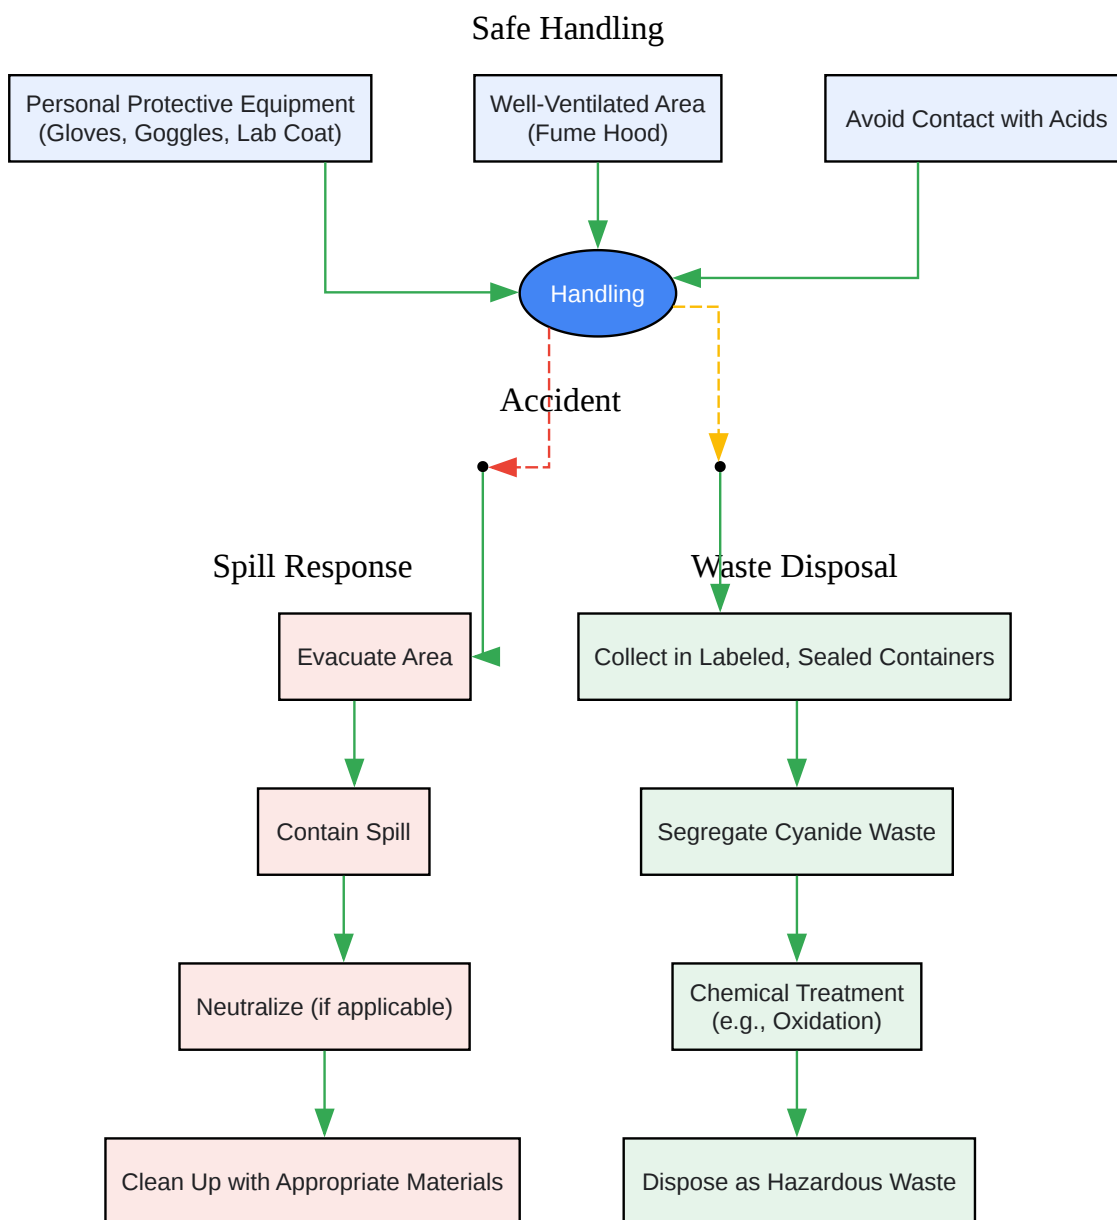 Safe Handling
Personal Protective Equipment
(Gloves, Goggles, Lab Coat)
Well-Ventilated Area
(Fume Hood)
Avoid Contact with Acids
Handling
Accident
Spill Response
Waste Disposal
Evacuate Area
Collect in Labeled, Sealed Containers
Contain Spill
Segregate Cyanide Waste
Neutralize (if applicable)
Chemical Treatment
(e.g., Oxidation)
Clean Up with Appropriate Materials
Dispose as Hazardous Waste